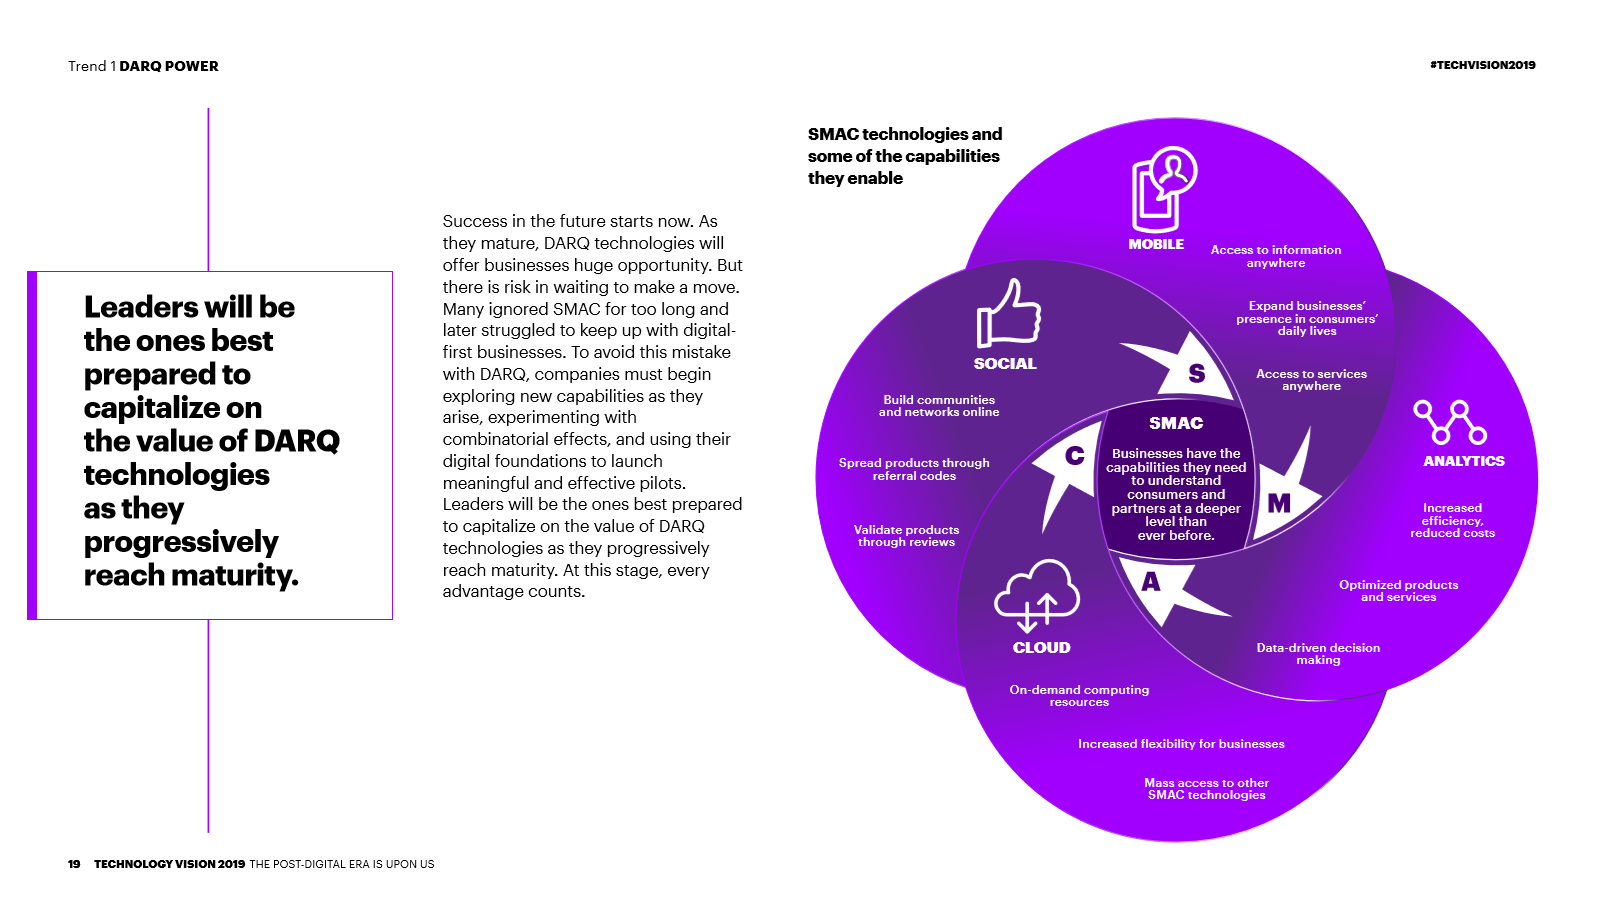 Trend 1 DARQ POWER
#TECHVISION2019
Leaders will be
the ones best
prepared to
capitalize on
the value of DARQ
technologies
as they
progressively
reach maturity.
Success in the future starts now. As
they mature, DARQ technologies will
offer businesses huge opportunity. But
there is risk in waiting to make a move.
Many ignored SMAC for too long and
later struggled to keep up with digital-
first businesses. To avoid this mistake
with DARQ, companies must begin
exploring new capabilities as they
arise, experimenting with
combinatorial effects, and using their
digital foundations to launch
meaningful and effective pilots.
Leaders will be the ones best prepared
to capitalize on the value of DARQ
technologies as they progressively
reach maturity. At this stage, every
advantage counts.
SMAC technologies and
some of the capabilities
they enable
MOBILE
Access to information
anywhere
Expand businesses’
presence in consumers’
daily lives
Access to services
anywhere
SOCIAL
Build communities
and networks online
Spread products through
referral codes
Validate products
through reviews
S
C
M
A
SMAC
Businesses have the
capabilities they need
to understand
consumers and
partners at a deeper
level than
ever before.
ANALYTICS
Increased
efficiency,
reduced costs
Optimized products
and services
Data-driven decision
making
CLOUD
On-demand computing
resources
Increased flexibility for businesses
Mass access to other
SMAC technologies
19 TECHNOLOGY VISION 2019 THE POST-DIGITAL ERA IS UPON US